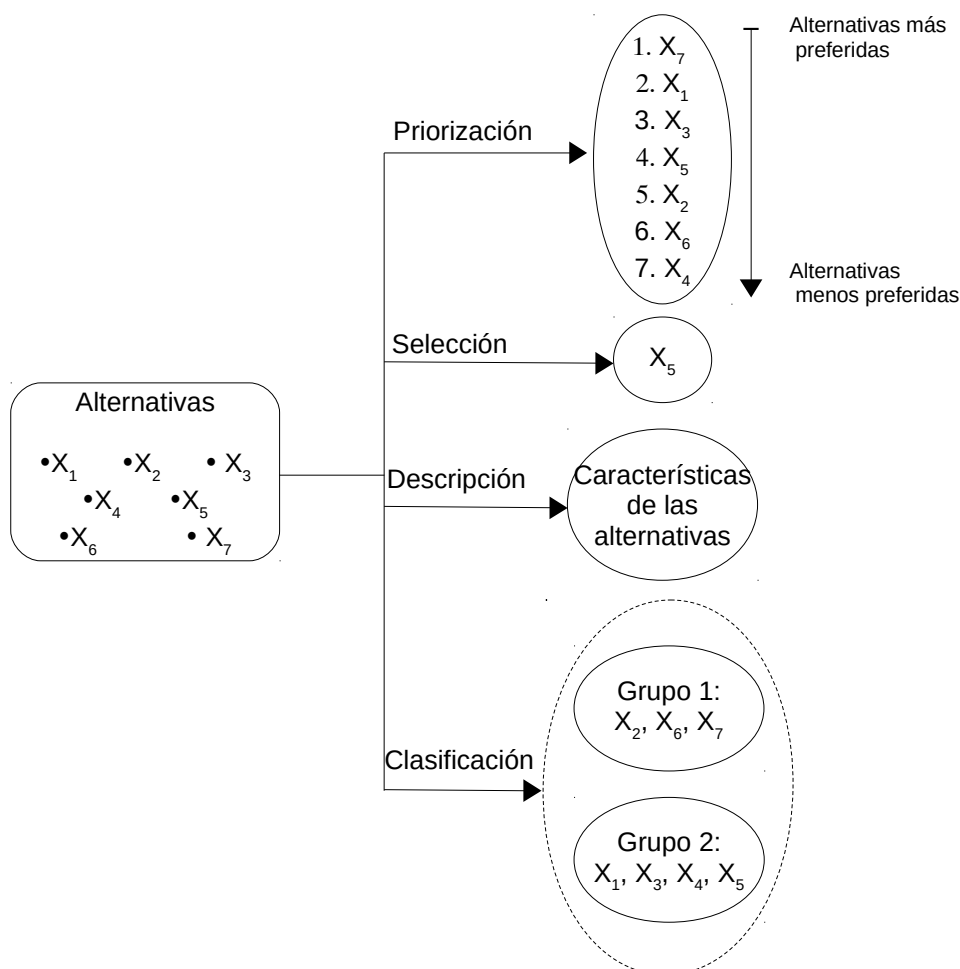 Alternativas
•X₁ •X₂ • X₃
•X₄ •X₅
•X₆ • X₇
Priorización
1. X₇
2. X₁
3. X₃
4. X₅
5. X₂
6. X₆
7. X₄
Alternativas más
preferidas
Alternativas
menos preferidas
Selección
X₅
Descripción
Característícas
de las
alternativas
Clasificación
Grupo 1:
X₂, X₆, X₇
Grupo 2:
X₁, X₃, X₄, X₅